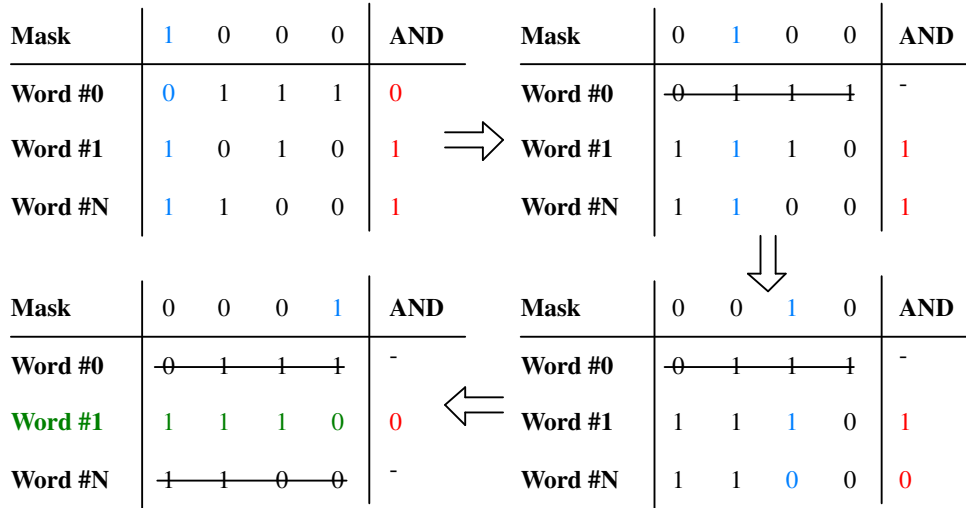 Mask 1 0 0 0 AND
Word #0 0 1 1 1 0
Word #1 1 0 1 0 1
Word #N 1 1 0 0 1
Mask 0 1 0 0 AND
Word #0 0 1 1 1 -
Word #1 1 1 1 0 1
Word #N 1 1 0 0 1
Mask 0 0 0 1 AND
Word #0 0 1 1 1 -
Word #1 1 1 1 0 0
Word #N 1 1 0 0 -
Mask 0 0 1 0 AND
Word #0 0 1 1 1 -
Word #1 1 1 1 0 1
Word #N 1 1 0 0 0